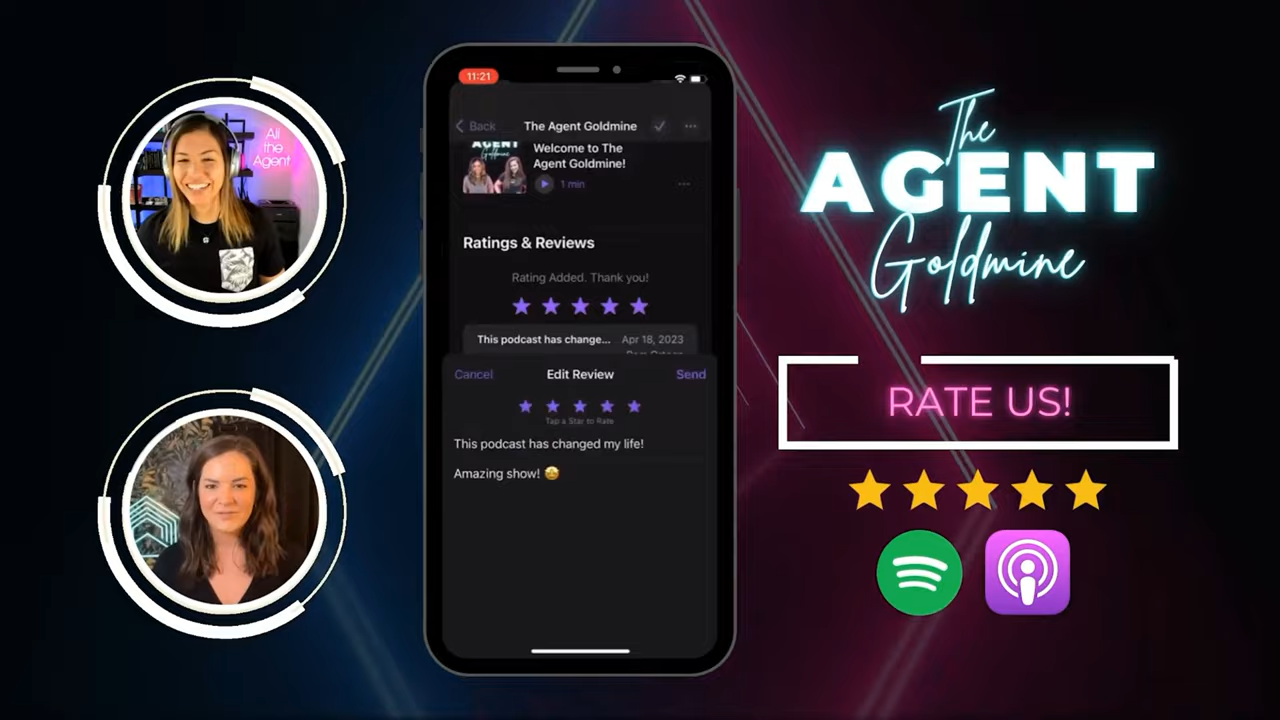 All
the
Agent
11:21
Back
The Agent Goldmine
Goldmine
Welcome to The
Agent Goldmine!
1 min
Ratings & Reviews
Rating Added. Thank you!
This podcast has change... Apr 18, 2023
Cancel
Edit Review
Send
Tap a Star to Rate
This podcast has changed my life!
Amazing show! 🤩
The
AGENT
Goldmine
RATE US!